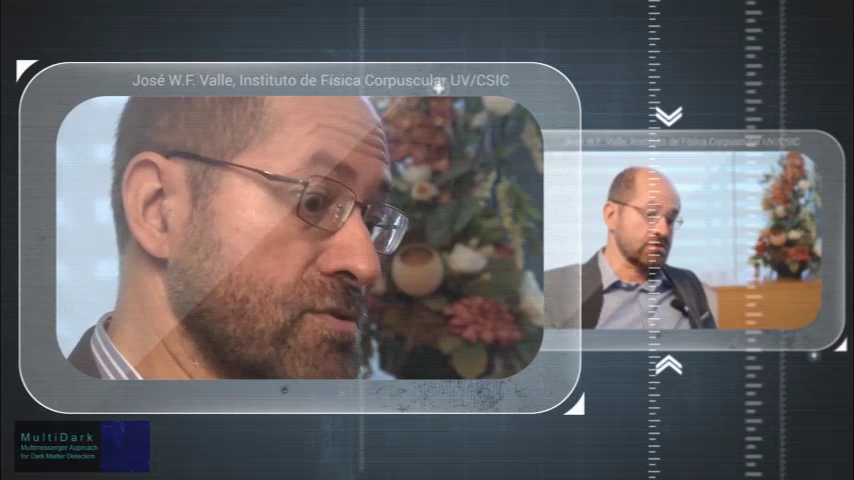 José W.F. Valle, Instituto de Física Corpuscular UV/CSIC
José W.F. Valle, Instituto de Física Corpuscular UV/CSIC
MultiDark
Multimessenger Approach
for Dark Matter Detection